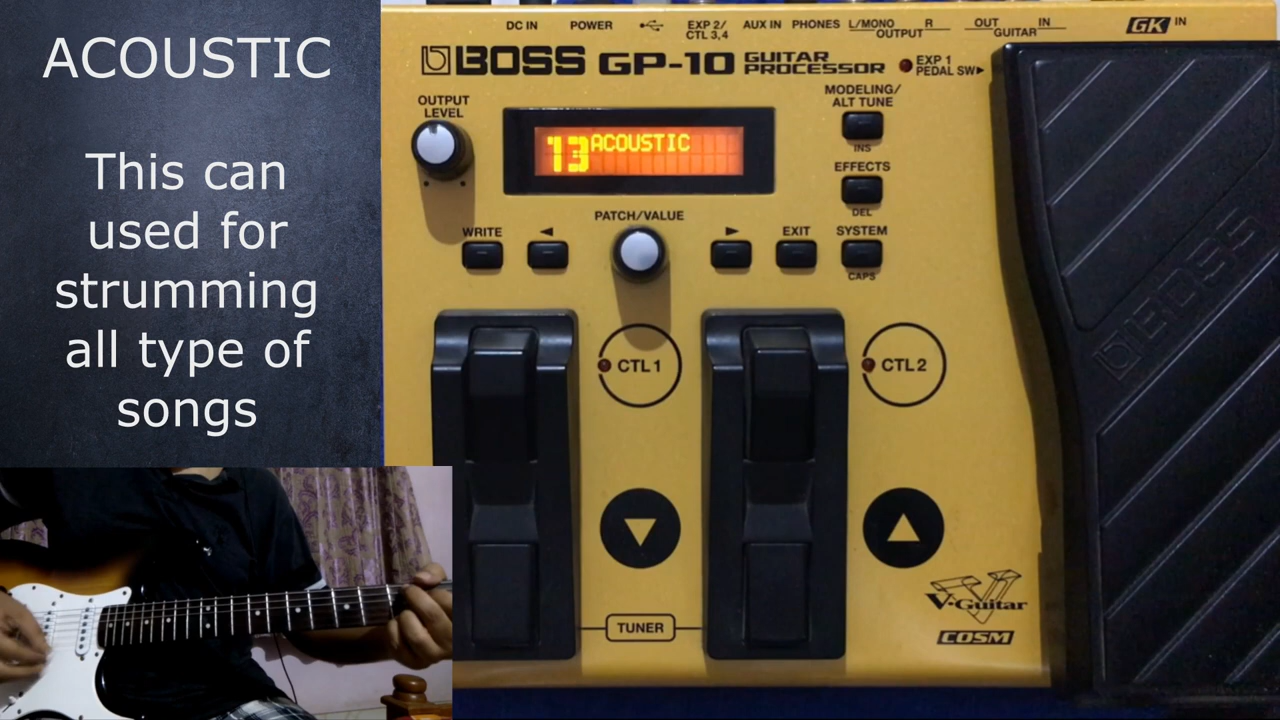 ACOUSTIC
This can
used for
strumming
all type of
songs
DC IN POWER EXP 2/ CTL 3,4 AUX IN PHONES L/MONO OUTPUT R OUT GUITAR IN GK IN
BOSS GP-10 GUITAR PROCESSOR
EXP 1
PEDAL SW
OUTPUT
LEVEL
13 ACOUSTIC
MODELING/
ALT TUNE
INS
EFFECTS
DEL
PATCH/VALUE
WRITE EXIT SYSTEM
CAPS
CTL 1 CTL 2
TUNER
V-Guitar
COSM
BOSS